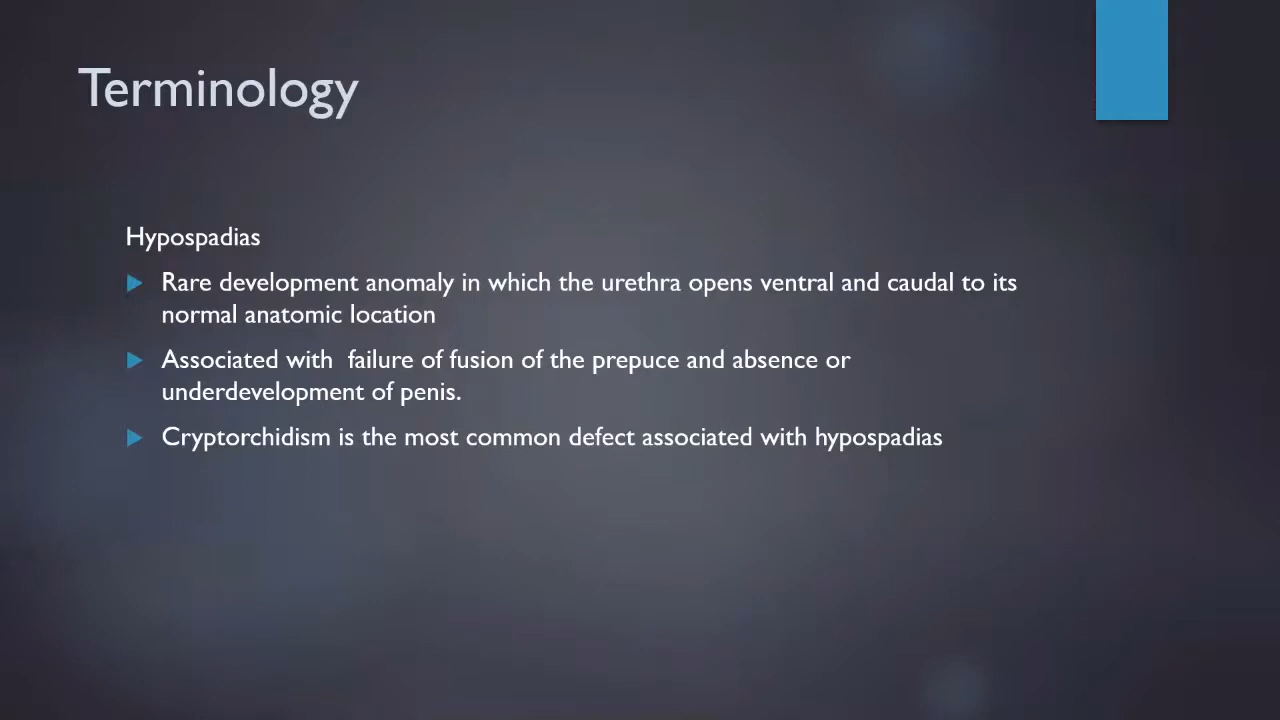 Terminology
Hypospadias
Rare development anomaly in which the urethra opens ventral and caudal to its
normal anatomic location
Associated with  failure of fusion of the prepuce and absence or
underdevelopment of penis.
Cryptorchidism is the most common defect associated with hypospadias